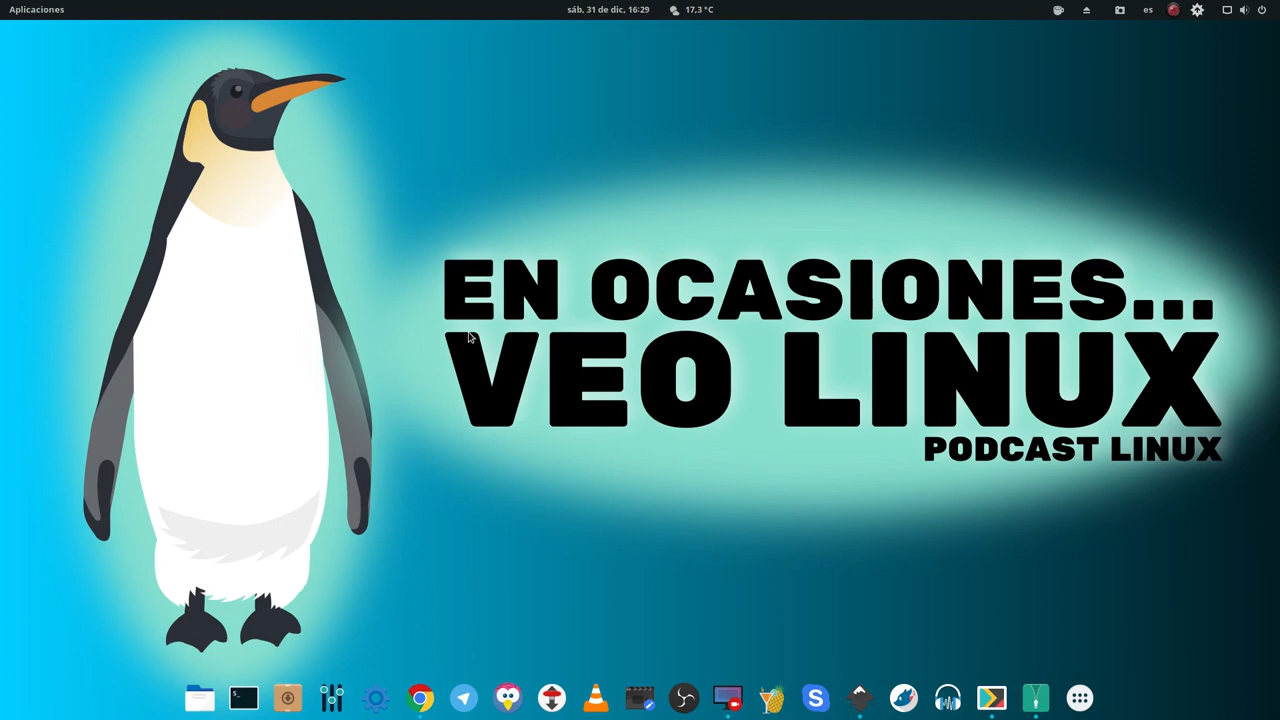 Aplicaciones
sáb, 31 de dic, 16:29
17,3 °C
es
EN OCASIONES...
VEO LINUX
PODCAST LINUX